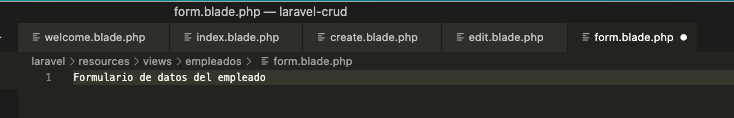 form.blade.php — laravel-crud
welcome.blade.php index.blade.php create.blade.php edit.blade.php form.blade.php
laravel > resources > views > empleados > form.blade.php
1 Formulario de datos del empleado